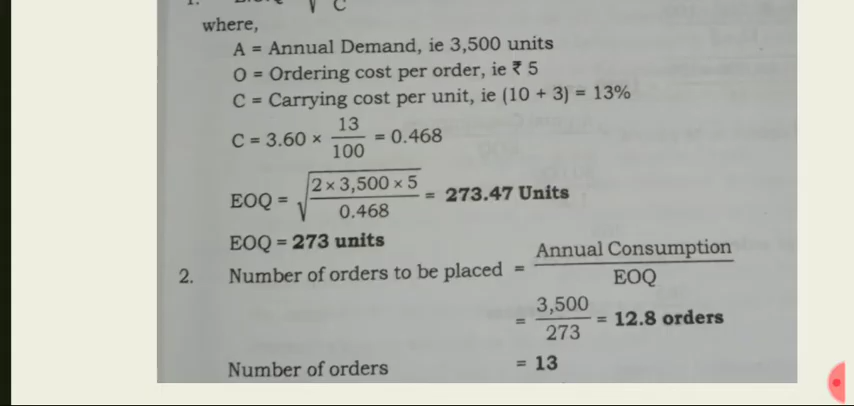 where,
A = Annual Demand, ie 3,500 units
O = Ordering cost per order, ie ₹ 5
C = Carrying cost per unit, ie (10 + 3) = 13%
C = 3.60 × 13/100 = 0.468
EOQ = √(2 × 3,500 × 5 / 0.468) = 273.47 Units
EOQ = 273 units
2. Number of orders to be placed = Annual Consumption / EOQ
= 3,500 / 273 = 12.8 orders
Number of orders = 13